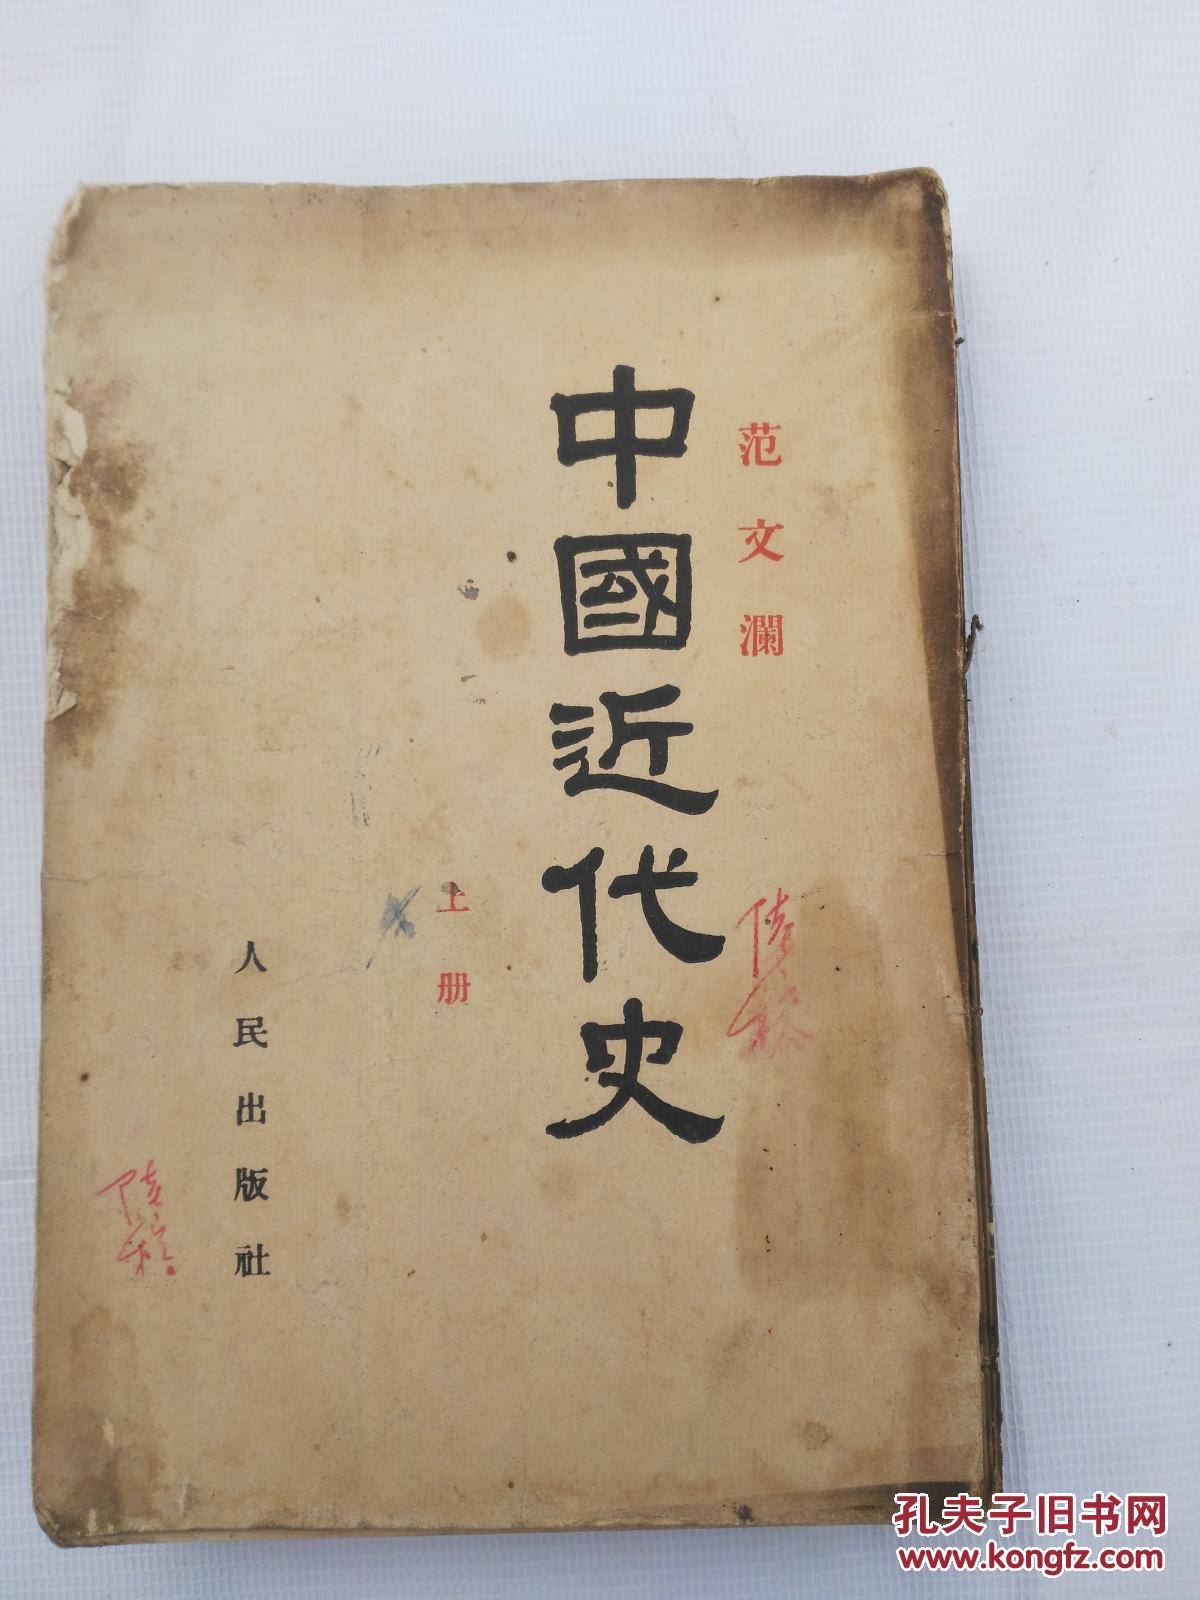 范文瀾
中國近代史
上册
人民出版社
孔夫子旧书网
www.kongfz.com